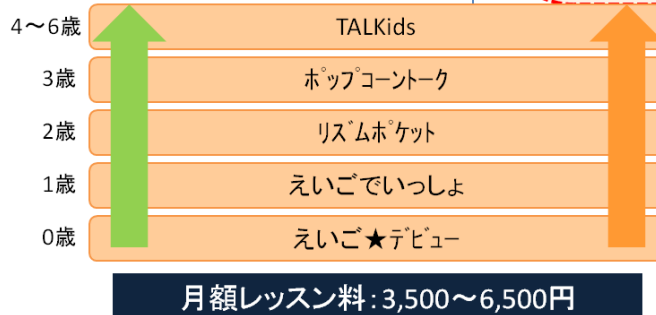 4～6歳 TALKids
3歳 ﾎﾟｯﾌﾟｺｰﾝﾄｰｸ
2歳 ﾘｽﾞﾑﾎﾟｹｯﾄ
1歳 えいごでいっしょ
0歳 えいご★ﾃﾞﾋﾞｭｰ
月額レッスン料:3,500～6,500円